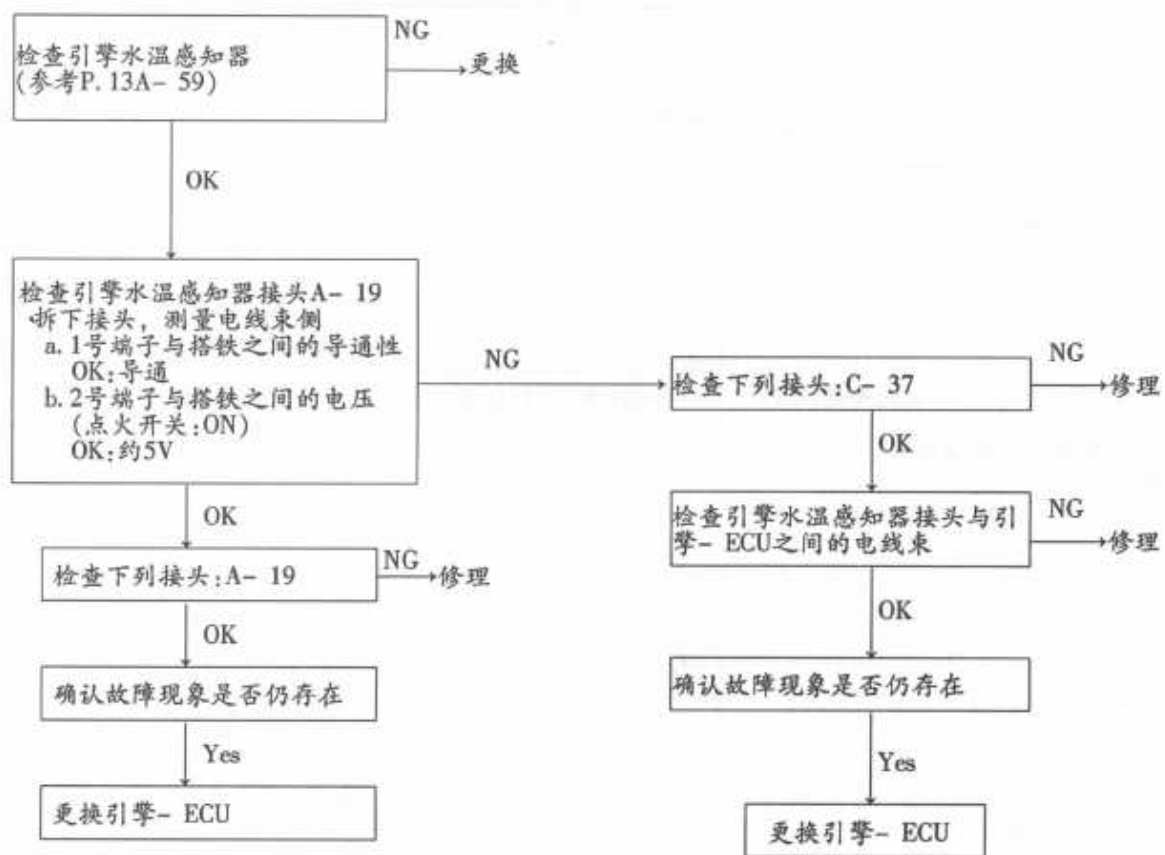 检查引擎水温感知器
(参考P.13A-59)
NG
更换
OK
检查引擎水温感知器接头A-19
·拆下接头，测量电线束侧
a.1号端子与搭铁之间的导通性
OK:导通
b.2号端子与搭铁之间的电压
(点火开关:ON)
OK:约5V
NG
检查下列接头:C-37
NG
修理
OK
检查引擎水温感知器接头与引
擎-ECU之间的电线束
NG
修理
OK
确认故障现象是否仍存在
Yes
更换引擎-ECU
OK
检查下列接头:A-19
NG
修理
OK
确认故障现象是否仍存在
Yes
更换引擎-ECU